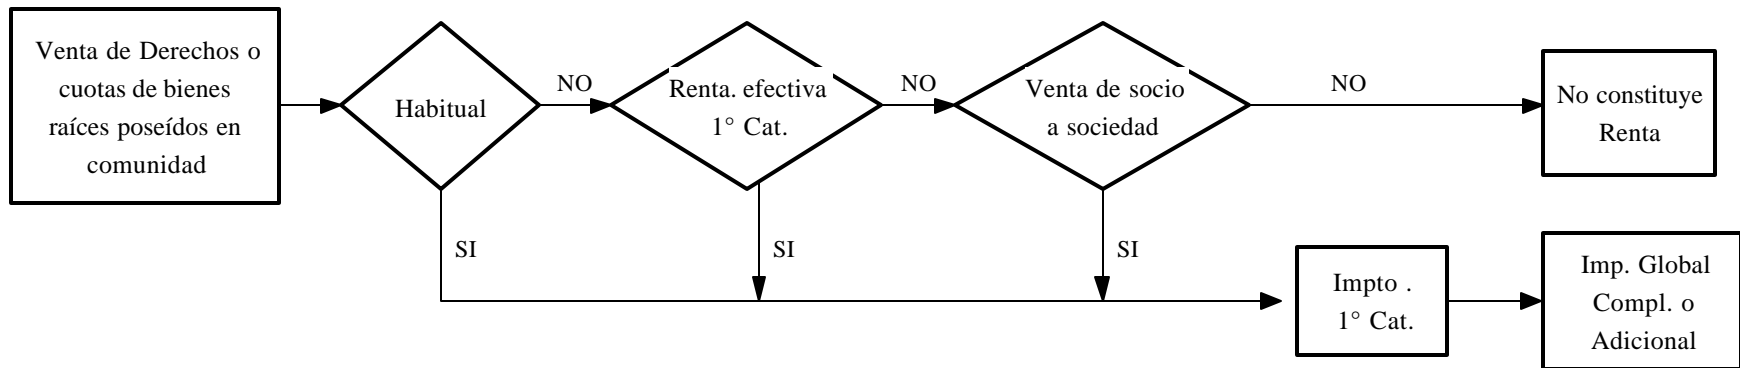 Venta de Derechos o
cuotas de bienes
raíces poseídos en
comunidad
Habitual
NO
Renta. efectiva
1° Cat.
NO
Venta de socio
a sociedad
NO
No constituye
Renta
SI
SI
SI
Impto .
1° Cat.
Imp. Global
Compl. o
Adicional